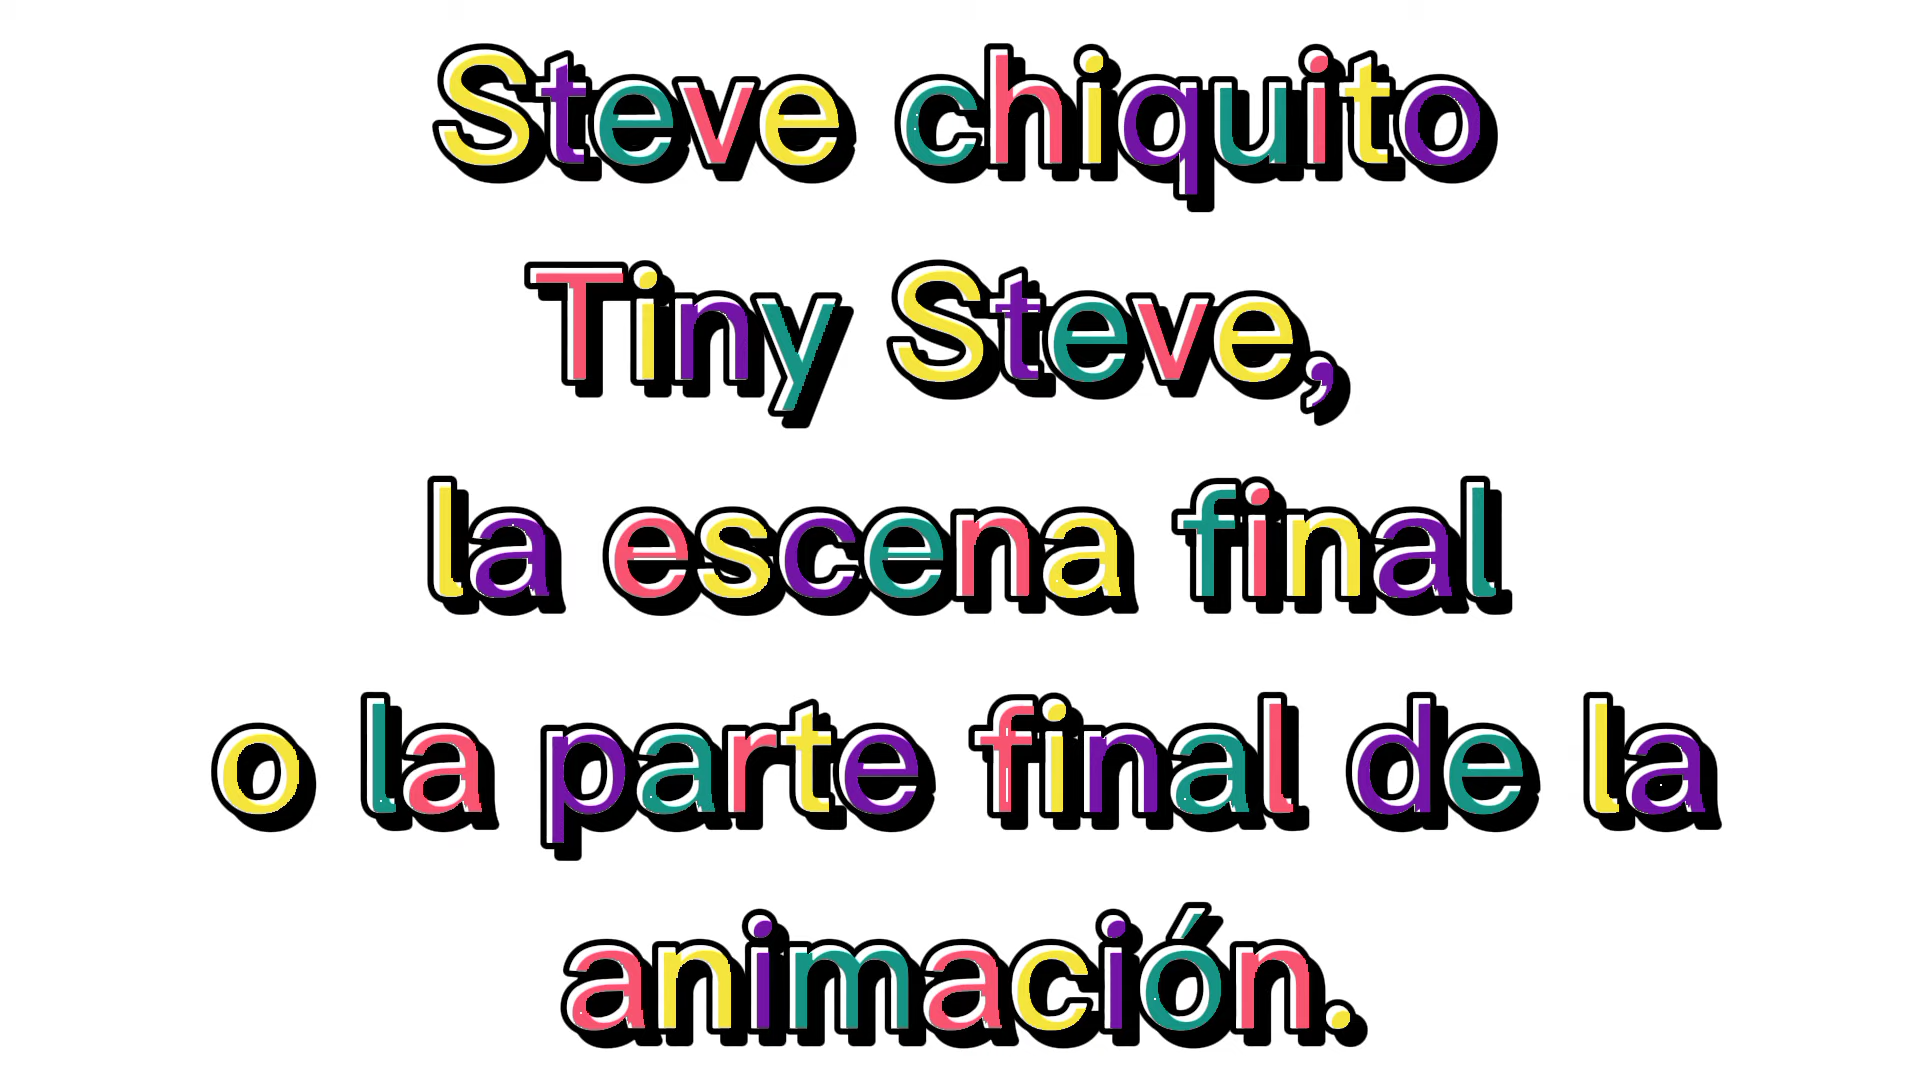 Steve chiquito
Tiny Steve,
la escena final
o la parte final de la
animación.